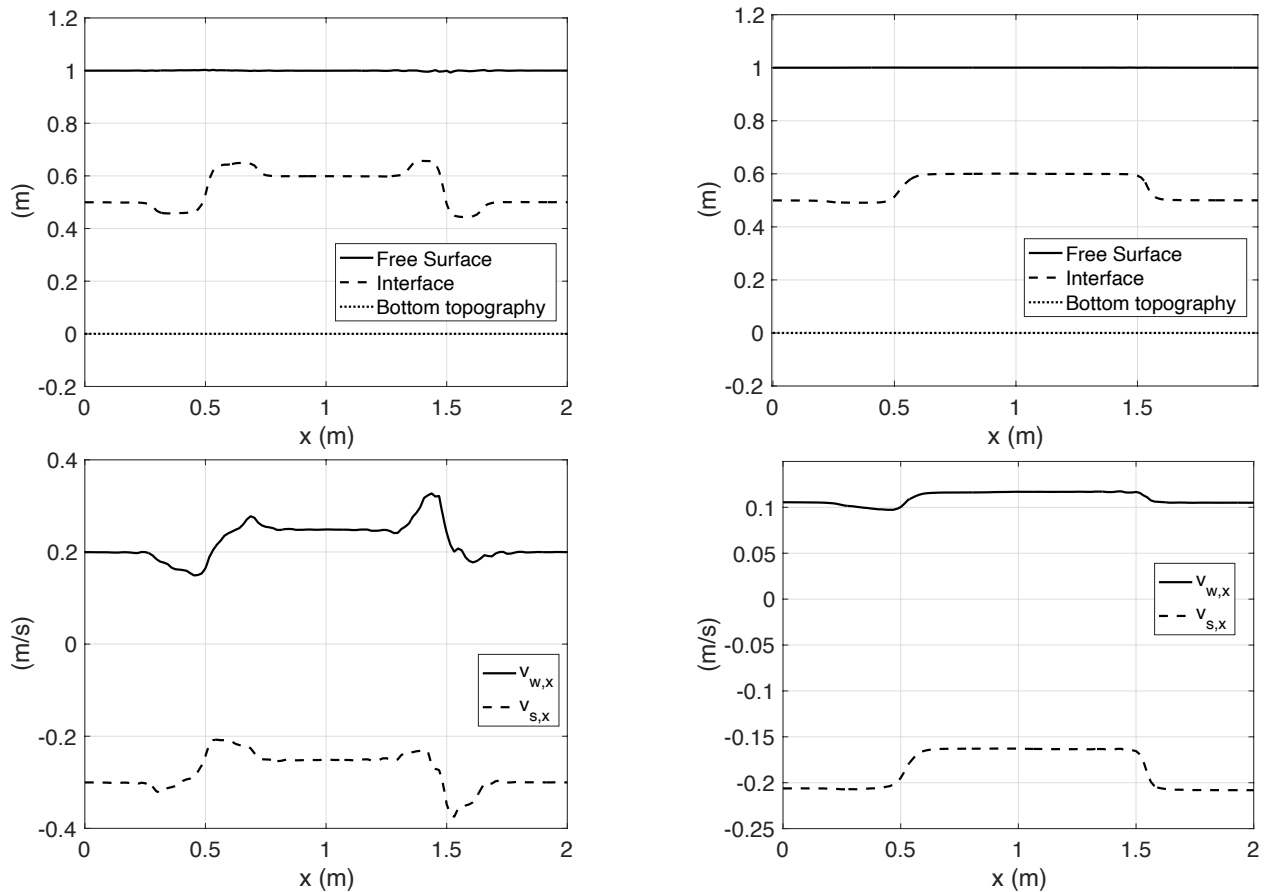 1.2
1
0.8
0.6
0.4
0.2
0
-0.2
(m)
Free Surface
Interface
Bottom topography
0 0.5 1 1.5 2
x (m)
1.2
1
0.8
0.6
0.4
0.2
0
-0.2
(m)
Free Surface
Interface
Bottom topography
0 0.5 1 1.5
x (m)
0.4
0.2
0
-0.2
-0.4
(m/s)
v_{w,x}
v_{s,x}
0 0.5 1 1.5 2
x (m)
0.1
0.05
0
-0.05
-0.1
-0.15
-0.2
-0.25
(m/s)
v_{w,x}
v_{s,x}
0 0.5 1 1.5 2
x (m)